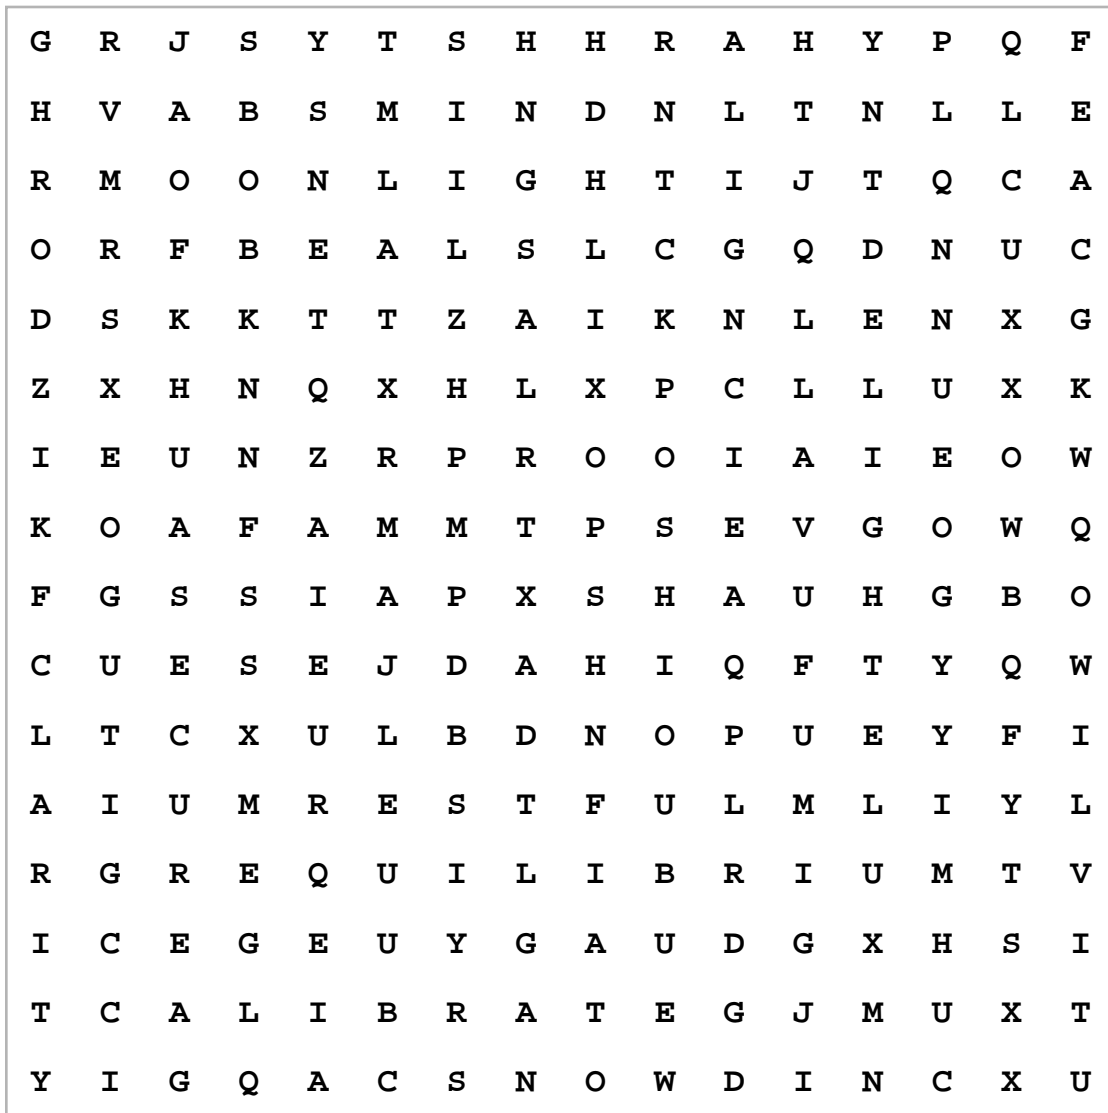 G R J S Y T S H H R A H Y P Q F
H V A B S M I N D N L T N L L E
R M O O N L I G H T I J T Q C A
O R F B E A L S L C G Q D N U C
D S K K T T Z A I K N L E N X G
Z X H N Q X H L X P C L L U X K
I E U N Z R P R O O I A I E O W
K O A F A M M T P S E V G O W Q
F G S S I A P X S H A U H G B O
C U E S E J D A H I Q F T Y Q W
L T C X U L B D N O P U E Y F I
A I U M R E S T F U L M L I Y L
R G R E Q U I L I B R I U M T V
I C E G E U Y G A U D G X H S I
T C A L I B R A T E G J M U X T
Y I G Q A C S N O W D I N C X U